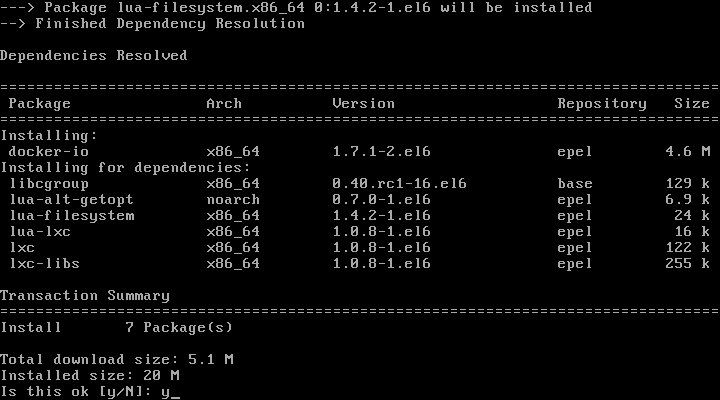 ---> Package lua-filesystem.x86_64 0:1.4.2-1.el6 will be installed
--> Finished Dependency Resolution
Dependencies Resolved
================================================================================
Package Arch Version Repository Size
================================================================================
Installing:
docker-io x86_64 1.7.1-2.el6 epel 4.6 M
Installing for dependencies:
libcgroup x86_64 0.40.rc1-16.el6 base 129 k
lua-alt-getopt noarch 0.7.0-1.el6 epel 6.9 k
lua-filesystem x86_64 1.4.2-1.el6 epel 24 k
lua-lxc x86_64 1.0.8-1.el6 epel 16 k
lxc x86_64 1.0.8-1.el6 epel 122 k
lxc-libs x86_64 1.0.8-1.el6 epel 255 k
Transaction Summary
================================================================================
Install 7 Package(s)
Total download size: 5.1 M
Installed size: 20 M
Is this ok [y/N]: y_